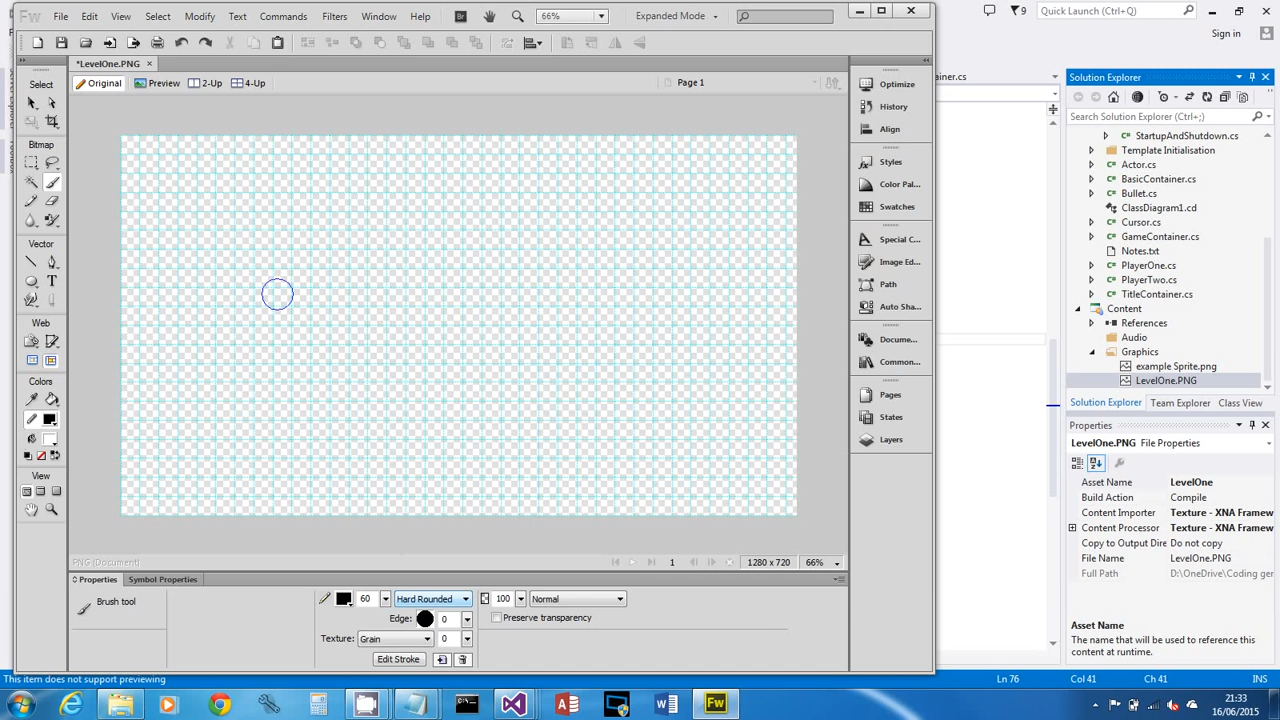 File Edit View Select Modify Text Commands Filters Window Help Br 66% Expanded Mode
9 Quick Launch (Ctrl+;)
Sign in
*LevelOne.PNG
Original Preview 2-Up 4-Up Page 1
ainer.cs
Select
Bitmap
Vector
Web
Colors
View
Optimize
History
Align
Styles
Color Pal...
Swatches
Special C...
Image Ed...
Path
Auto Sha...
Docume...
Common...
Pages
States
Layers
PNG (Document) 1 1280 x 720 66%
Properties Symbol Properties
Brush tool
60 Hard Rounded 100 Normal
Edge: 0 Preserve transparency
Texture: Grain 0
Edit Stroke
Solution Explorer
Search Solution Explorer (Ctrl+;)
StartupAndShutdown.cs
Template Initialisation
Actor.cs
BasicContainer.cs
Bullet.cs
ClassDiagram1.cd
Cursor.cs
GameContainer.cs
Notes.txt
PlayerOne.cs
PlayerTwo.cs
TitleContainer.cs
Content
References
Audio
Graphics
example Sprite.png
LevelOne.PNG
Solution Explorer Team Explorer Class View
Properties
LevelOne.PNG File Properties
Asset Name LevelOne
Build Action Compile
Content Importer Texture - XNA Framew
Content Processor Texture - XNA Framew
Copy to Output Dire Do not copy
File Name LevelOne.PNG
Full Path D:\OneDrive\Coding ger
Asset Name
The name that will be used to reference this
content at runtime.
This item does not support previewing Ln 76 Col 41 Ch 41 INS
Fw
21:33
16/06/2015